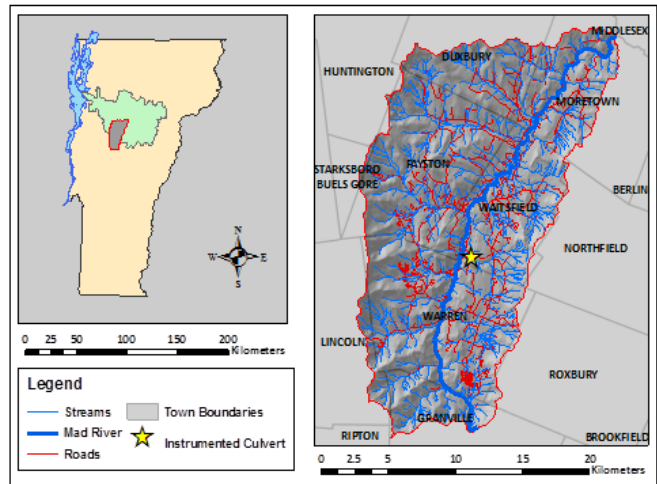 N
W E
S
0 25 50 100 150 200
Kilometers
Legend
Streams
Mad River
Roads
Town Boundaries
Instrumented Culvert
MIDDLESEX
DUXBURY
HUNTINGTON
MORETOWN
STARKSBORO
FAYSTON
BUELS GORE
BERLIN
WAITSFIELD
NORTHFIELD
WARREN
LINCOLN
ROXBURY
GRANVILLE
RIPTON
BROOKFIELD
0 5 10 15 20
Kilometers